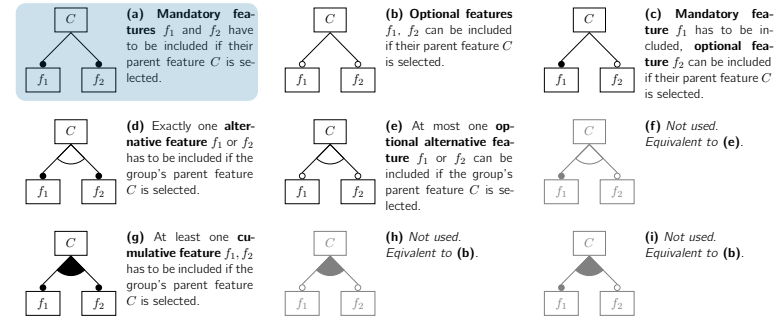 C
f1
f2
(a) Mandatory fea-
tures f1 and f2 have
to be included if their
parent feature C is se-
lected.
C
f1
f2
(b) Optional features
f1, f2 can be included
if their parent feature C
is selected.
C
f1
f2
(c) Mandatory
feature f1 has to be in-
cluded, optional fea-
ture f2 can be included
if their parent feature C
is selected.
C
f1
f2
(d) Exactly one alter-
native feature f1 or f2
has to be included if the
group's parent feature
C is selected.
C
f1
f2
(e) At most one op-
tional alternative fea-
ture f1 or f2 can be
included if the group's
parent feature C is se-
lected.
C
f1
f2
(f) Not used.
Equivalent to (e).
C
f1
f2
(g) At least one cu-
mulative feature f1, f2
has to be included if the
group's parent feature
C is selected.
C
f1
f2
(h) Not used.
Eqivalent to (b).
C
f1
f2
(i) Not used.
Equivalent to (b).